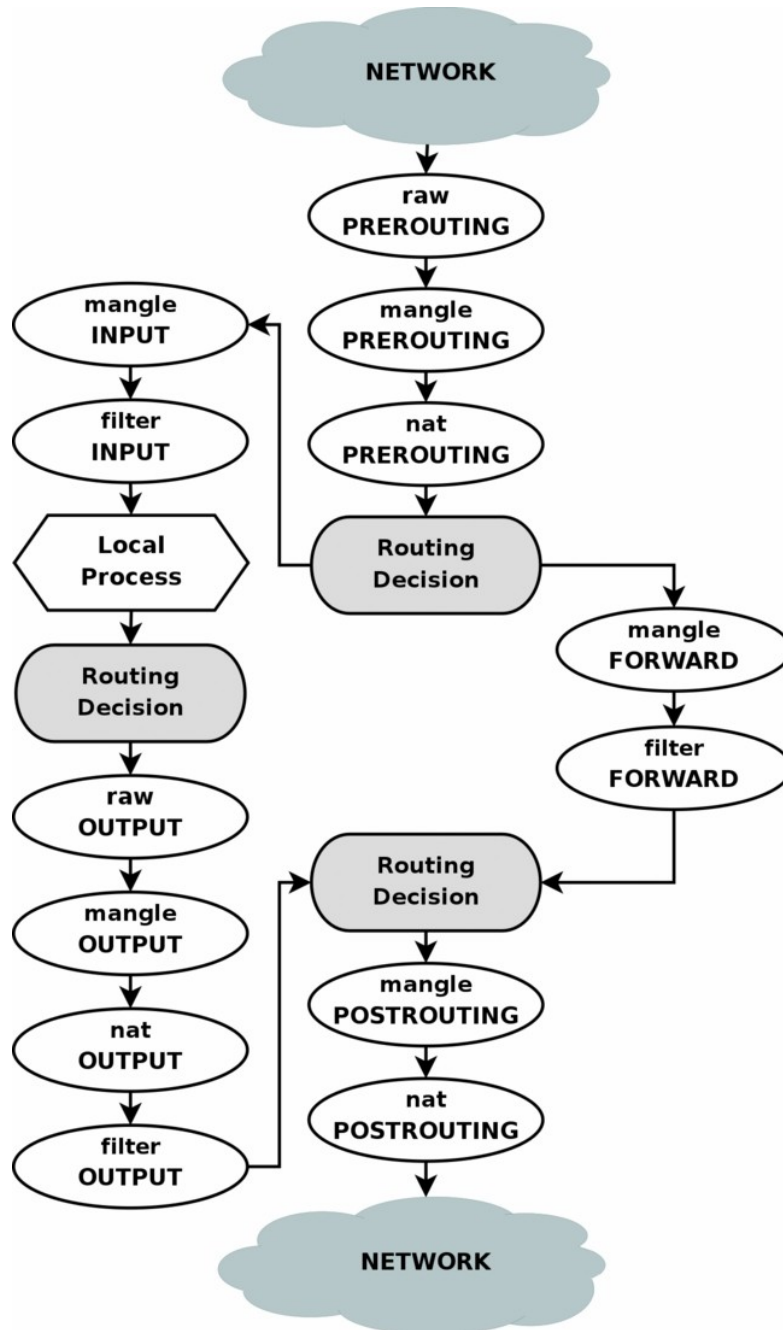 NETWORK
raw
PREROUTING
mangle
PREROUTING
nat
PREROUTING
Routing
Decision
mangle
INPUT
filter
INPUT
Local
Process
Routing
Decision
raw
OUTPUT
mangle
OUTPUT
nat
OUTPUT
filter
OUTPUT
mangle
FORWARD
filter
FORWARD
Routing
Decision
mangle
POSTROUTING
nat
POSTROUTING
NETWORK